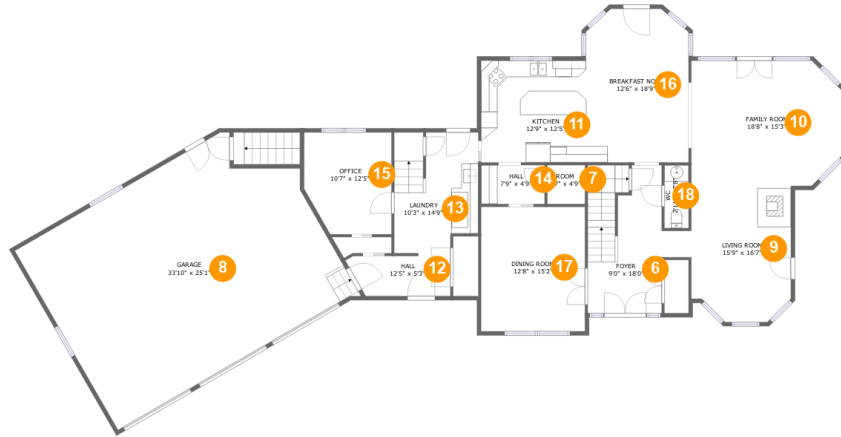 BREAKFAST NO
16
12'6" x 18'9"
KITCHEN
11
12'9" x 12'5"
FAMILY ROOM
10
18'8" x 15'3"
OFFICE
15
10'7" x 12'5"
HALL
14
7'9" x 4'9"
ROOM
7
WC
18
LAUNDRY
13
10'3" x 14'9"
LIVING ROOM
9
15'9" x 16'7"
GARAGE
8
33'10" x 25'1"
HALL
12
12'5" x 5'3"
DINING ROOM
17
12'8" x 15'2"
FOYER
6
9'0" x 18'0"